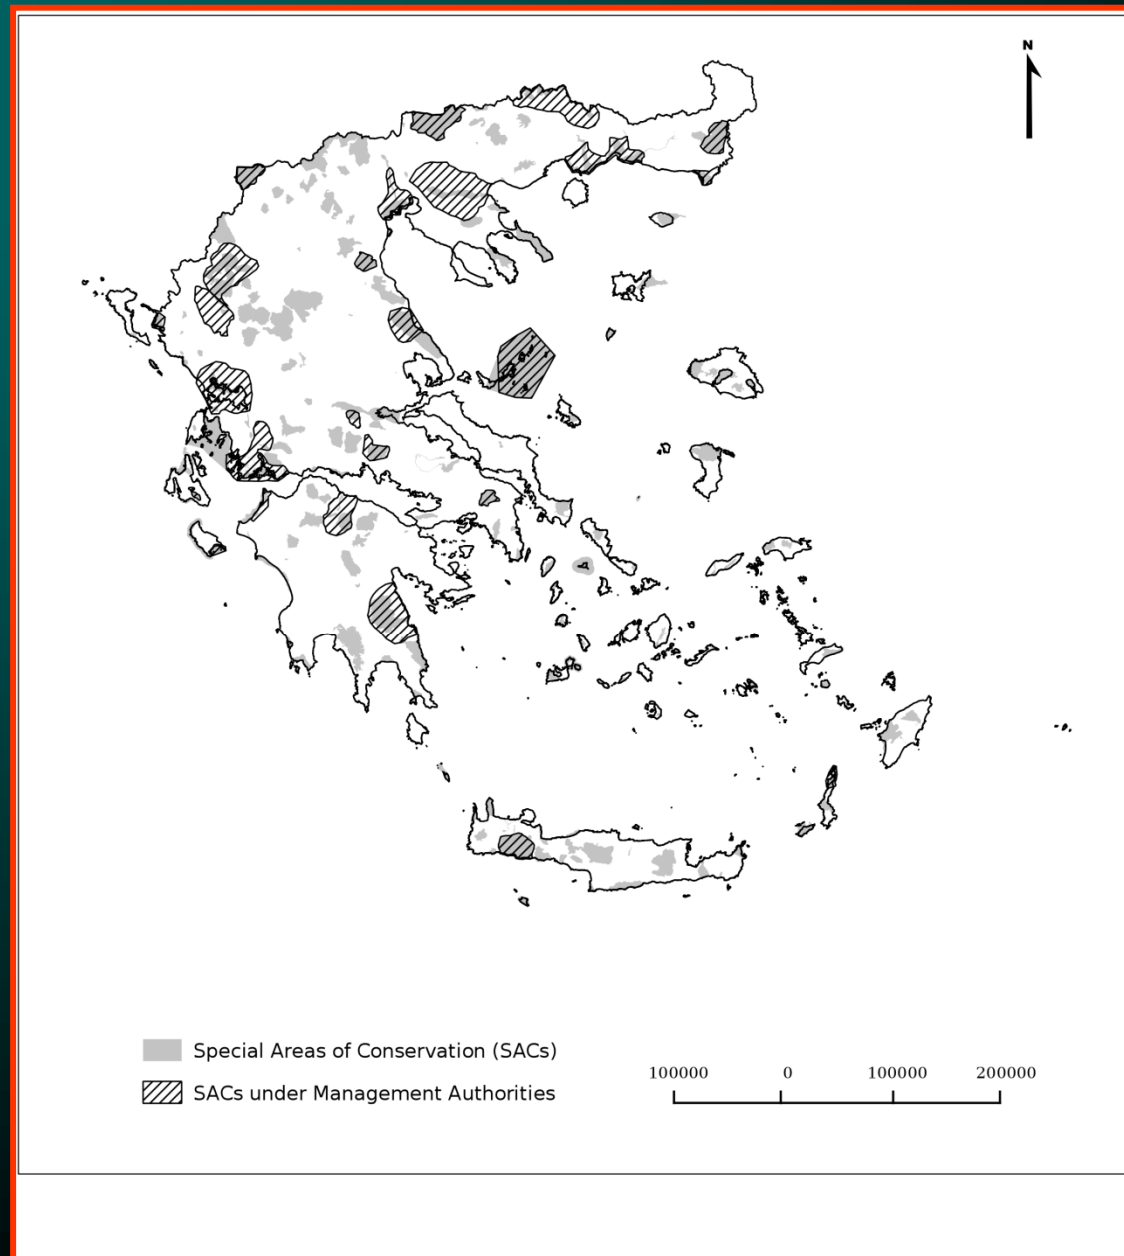 N
Special Areas of Conservation (SACs)
SACs under Management Authorities
100000 0 100000 200000